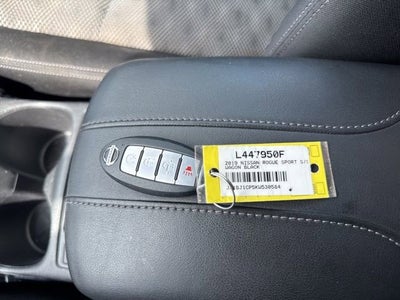 L447950F
2019 NISSAN ROGUE SPORT S/
WAGON BLACK